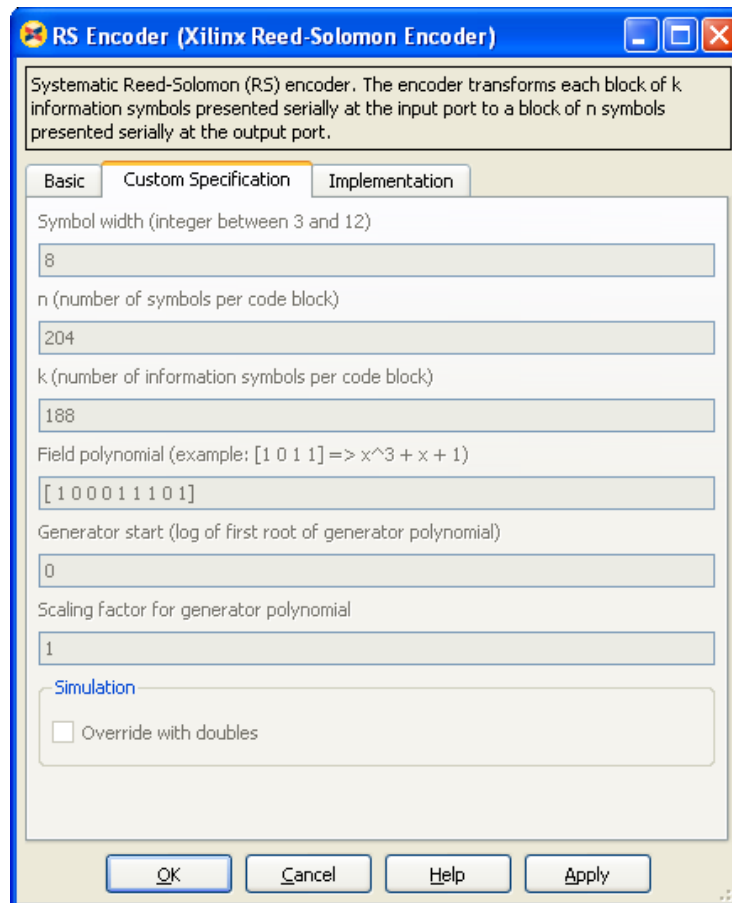 RS Encoder (Xilinx Reed-Solomon Encoder)
Systematic Reed-Solomon (RS) encoder. The encoder transforms each block of k
information symbols presented serially at the input port to a block of n symbols
presented serially at the output port.
Basic Custom Specification Implementation
Symbol width (integer between 3 and 12)
8
n (number of symbols per code block)
204
k (number of information symbols per code block)
188
Field polynomial (example: [1 0 1 1] => x^3 + x + 1)
[ 1 0 0 0 1 1 1 0 1]
Generator start (log of first root of generator polynomial)
0
Scaling factor for generator polynomial
1
Simulation
Override with doubles
OK Cancel Help Apply